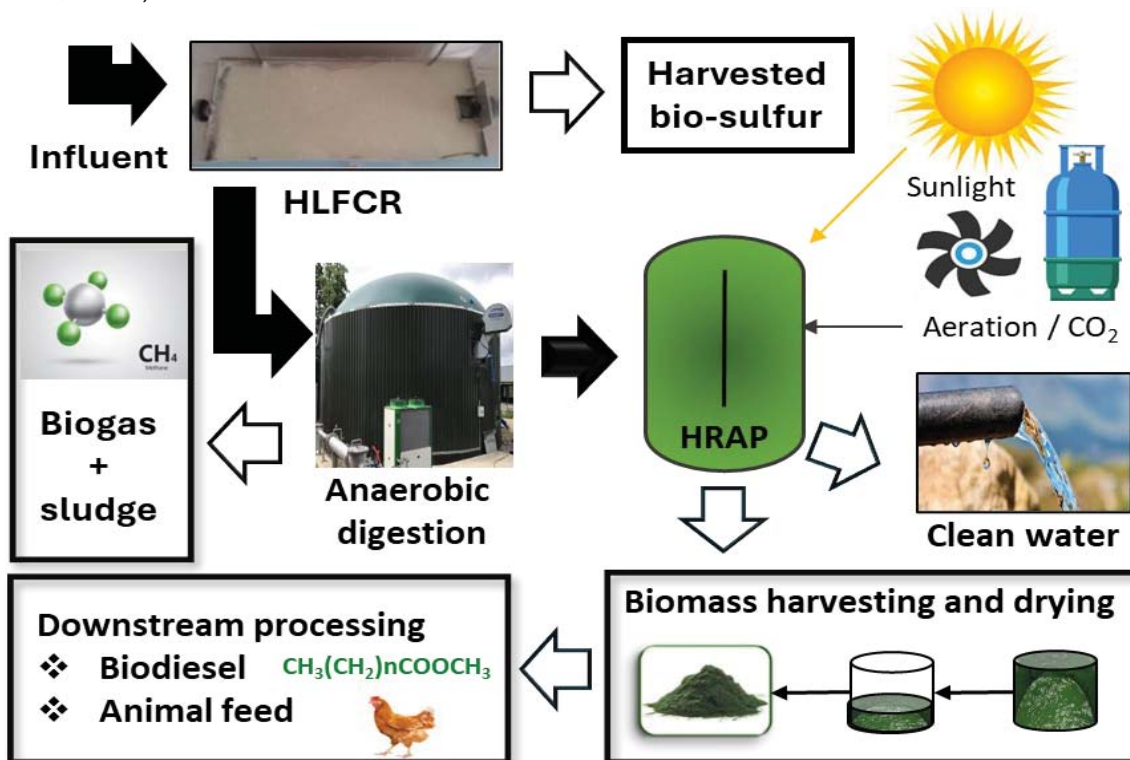 Influent
HLFCR
Harvested
bio-sulfur
Sunlight
Aeration / CO₂
CH₄
Methane
Biogas
+
sludge
Anaerobic
digestion
HRAP
Clean water
Biomass harvesting and drying
Downstream processing
❖ Biodiesel CH₃(CH₂)nCOOCH₃
❖ Animal feed